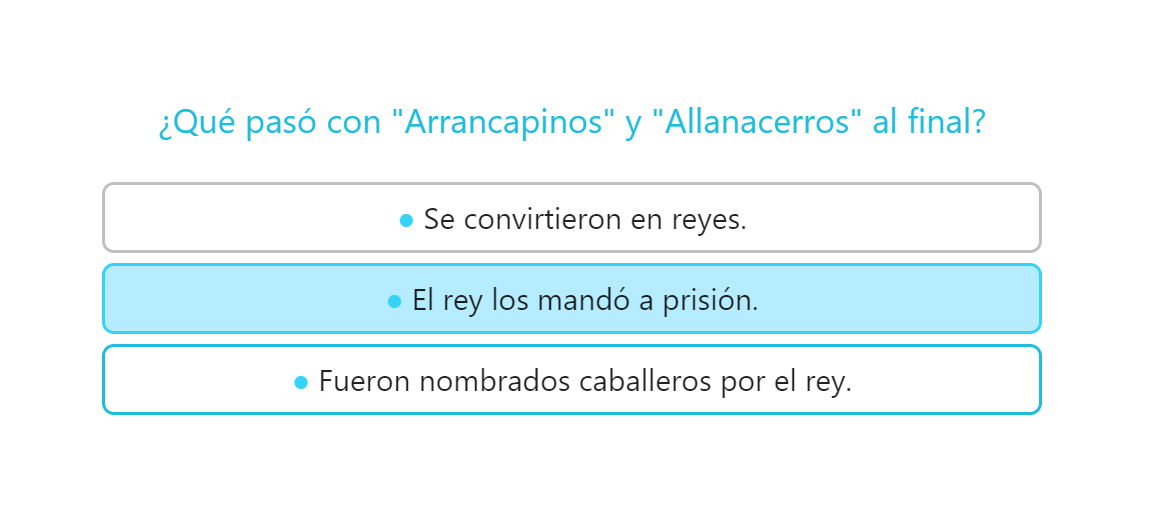 ¿Qué pasó con "Arrancapinos" y "Allanacerros" al final?
● Se convirtieron en reyes.
● El rey los mandó a prisión.
● Fueron nombrados caballeros por el rey.